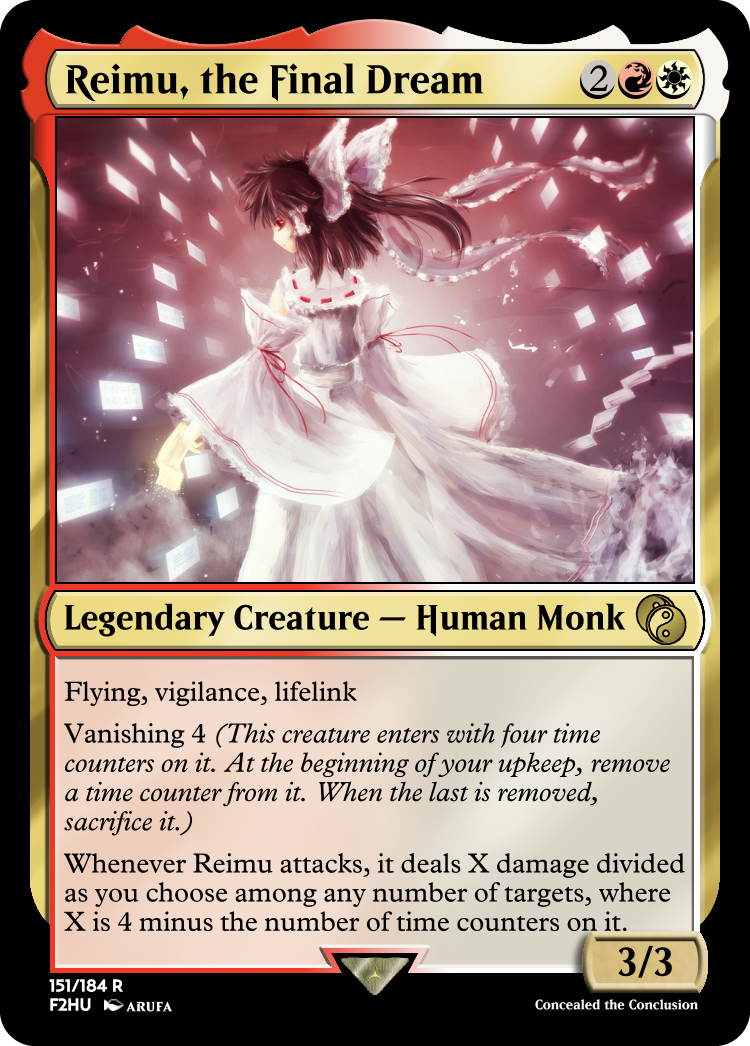 Reimu, the Final Dream 2
Legendary Creature — Human Monk
Flying, vigilance, lifelink
Vanishing 4 (This creature enters with four time
counters on it. At the beginning of your upkeep, remove
a time counter from it. When the last is removed,
sacrifice it.)
Whenever Reimu attacks, it deals X damage divided
as you choose among any number of targets, where
X is 4 minus the number of time counters on it.
3/3
151/184 R
F2HU ARUFA
Concealed the Conclusion